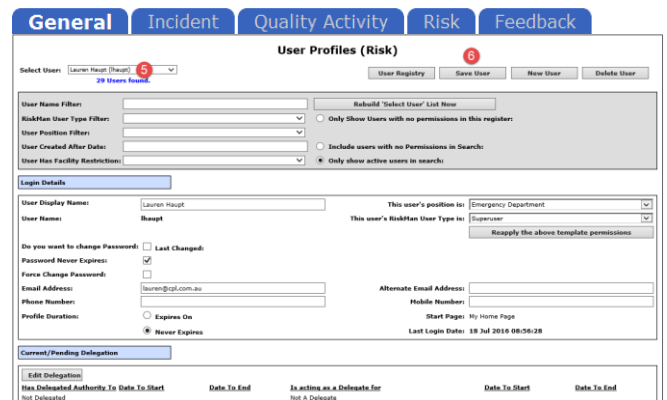 General Incident Quality Activity Risk Feedback
User Profiles (Risk)
6
Select User: Lauren Haupt (lhaupt) 5
29 Users found.
User Registry Save User New User Delete User
User Name Filter: Rebuild 'Select User' List Now
RiskMan User Type Filter: Only Show Users with no permissions in this register:
User Position Filter:
User Created After Date: Include users with no Permissions in Search:
User Has Facility Restriction: Only show active users in search:
Login Details
User Display Name: Lauren Haupt This user's position is: Emergency Department
User Name: lhaupt This user's RiskMan User Type is: Superuser
Reapply the above template permissions
Do you want to change Password: Last Changed:
Password Never Expires:
Force Change Password:
Email Address: lauren@cpl.com.au Alternate Email Address:
Phone Number: Mobile Number:
Profile Duration: Expires On Start Page: My Home Page
Never Expires Last Login Date: 18 Jul 2016 08:56:28
Current/Pending Delegation
Edit Delegation
Has Delegated Authority To Date To Start Date To End Is acting as a Delegate for Date To Start Date To End
Not Delegated Not A Delegate